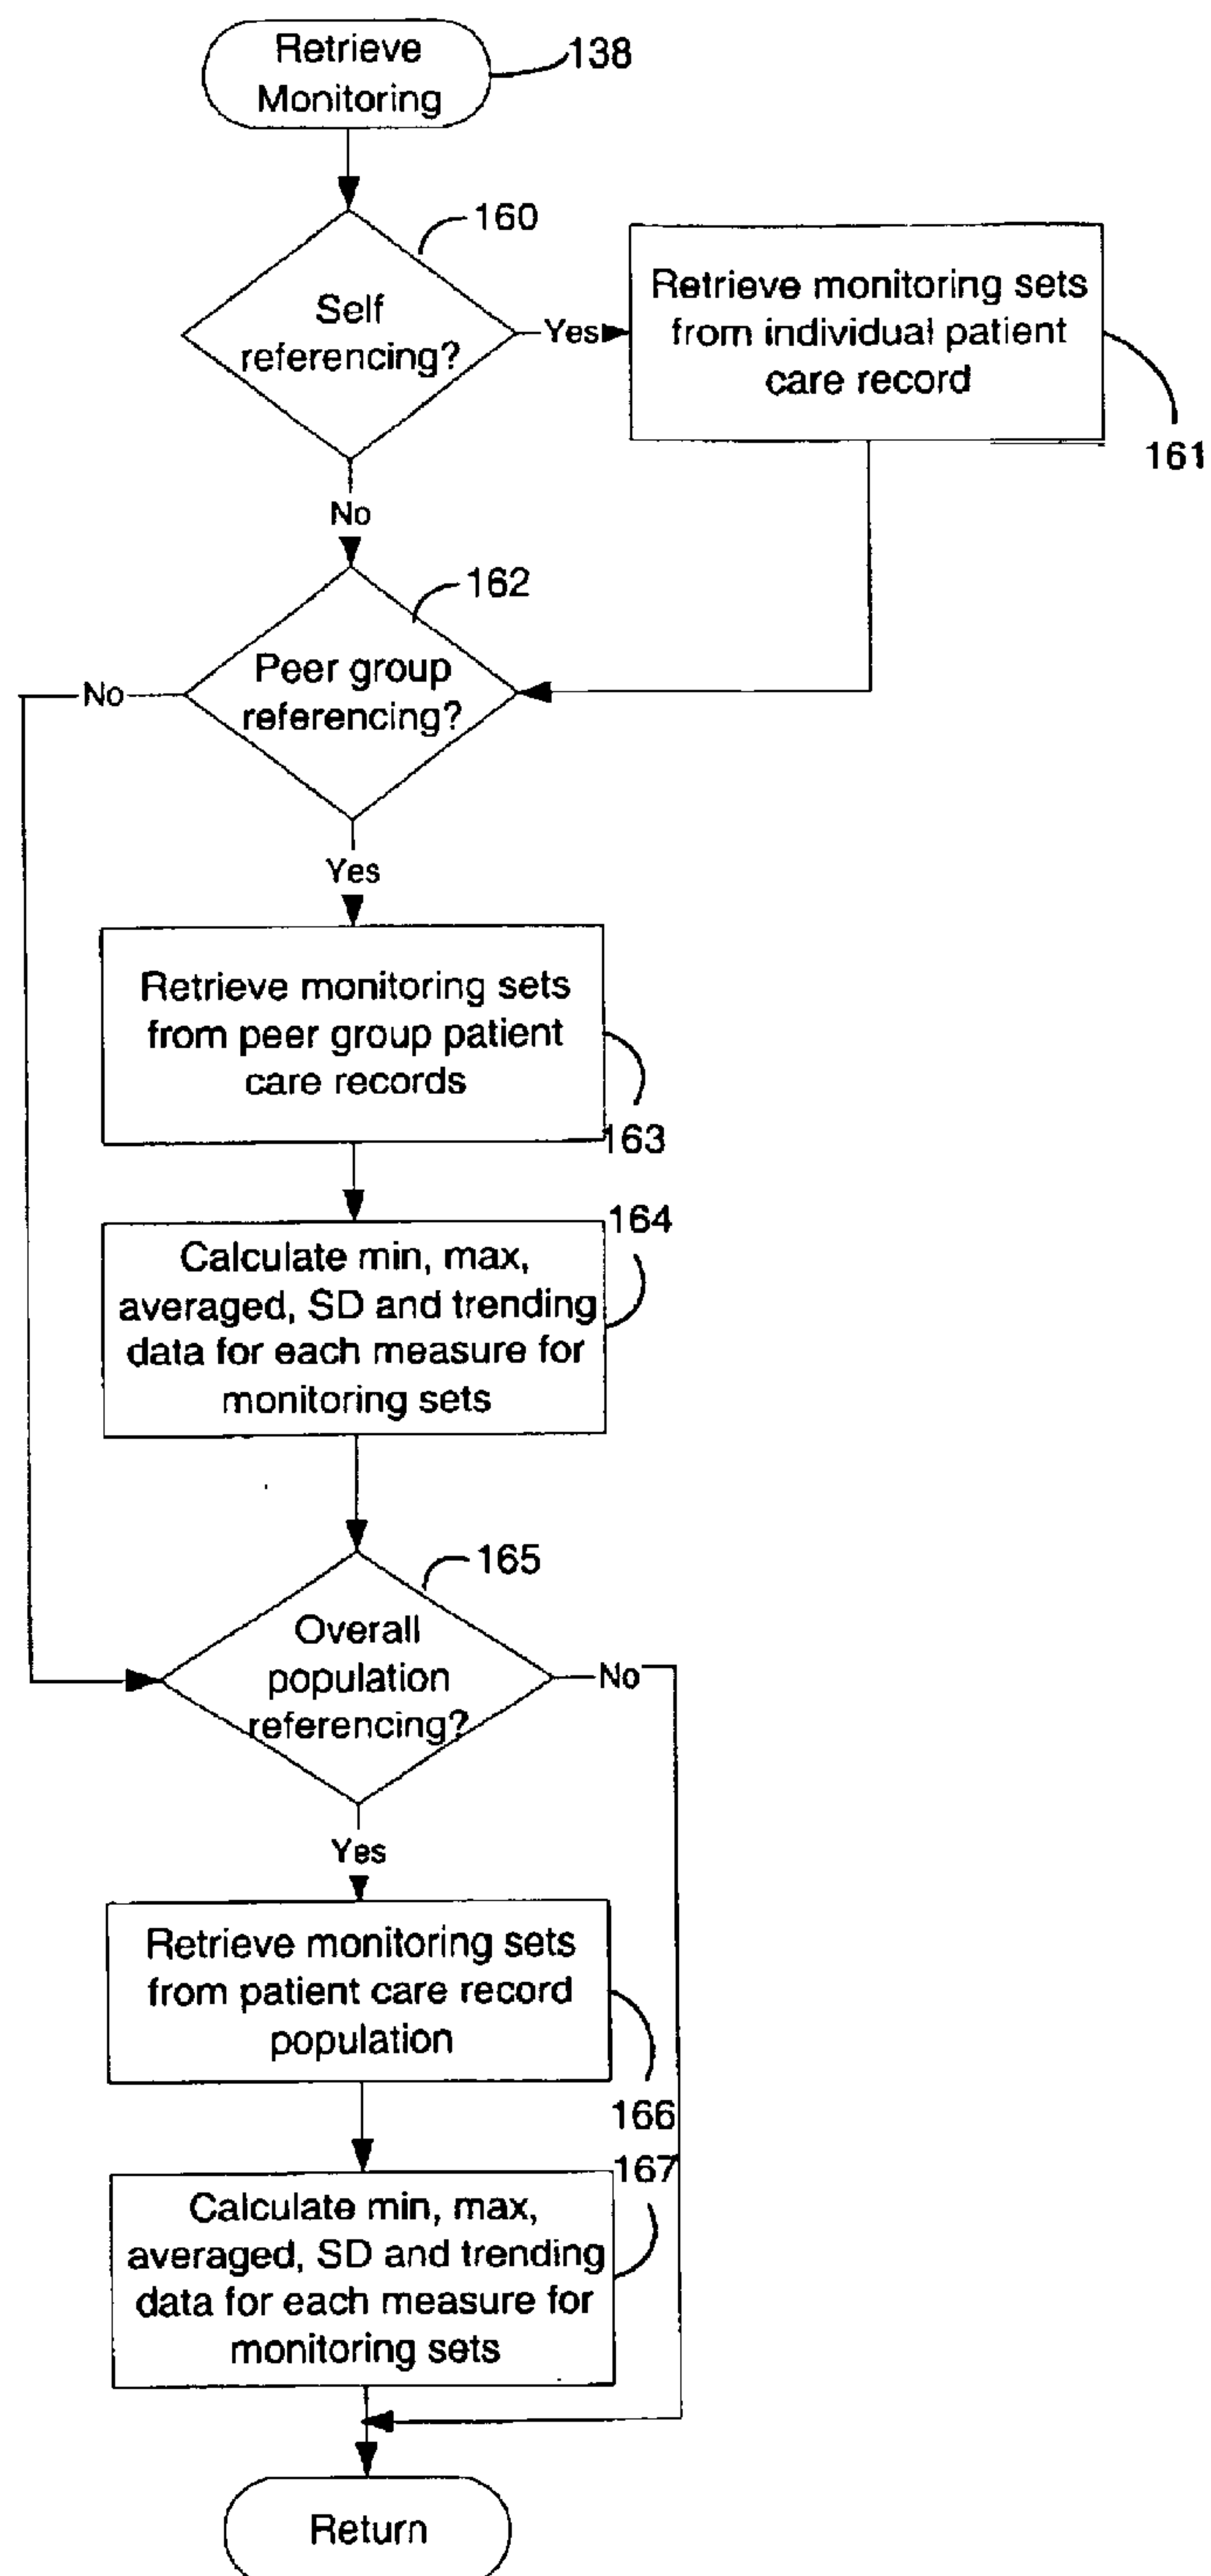 Retrieve
Monitoring
138
160
Self
referencing?
Yes
Retrieve monitoring sets
from individual patient
care record
161
No
162
Peer group
referencing?
No
Yes
Retrieve monitoring sets
from peer group patient
care records
163
164
Calculate min, max,
averaged, SD and trending
data for each measure for
monitoring sets
165
Overall
population
referencing?
No
Yes
Retrieve monitoring sets
from patient care record
population
166
167
Calculate min, max,
averaged, SD and trending
data for each measure for
monitoring sets
Return